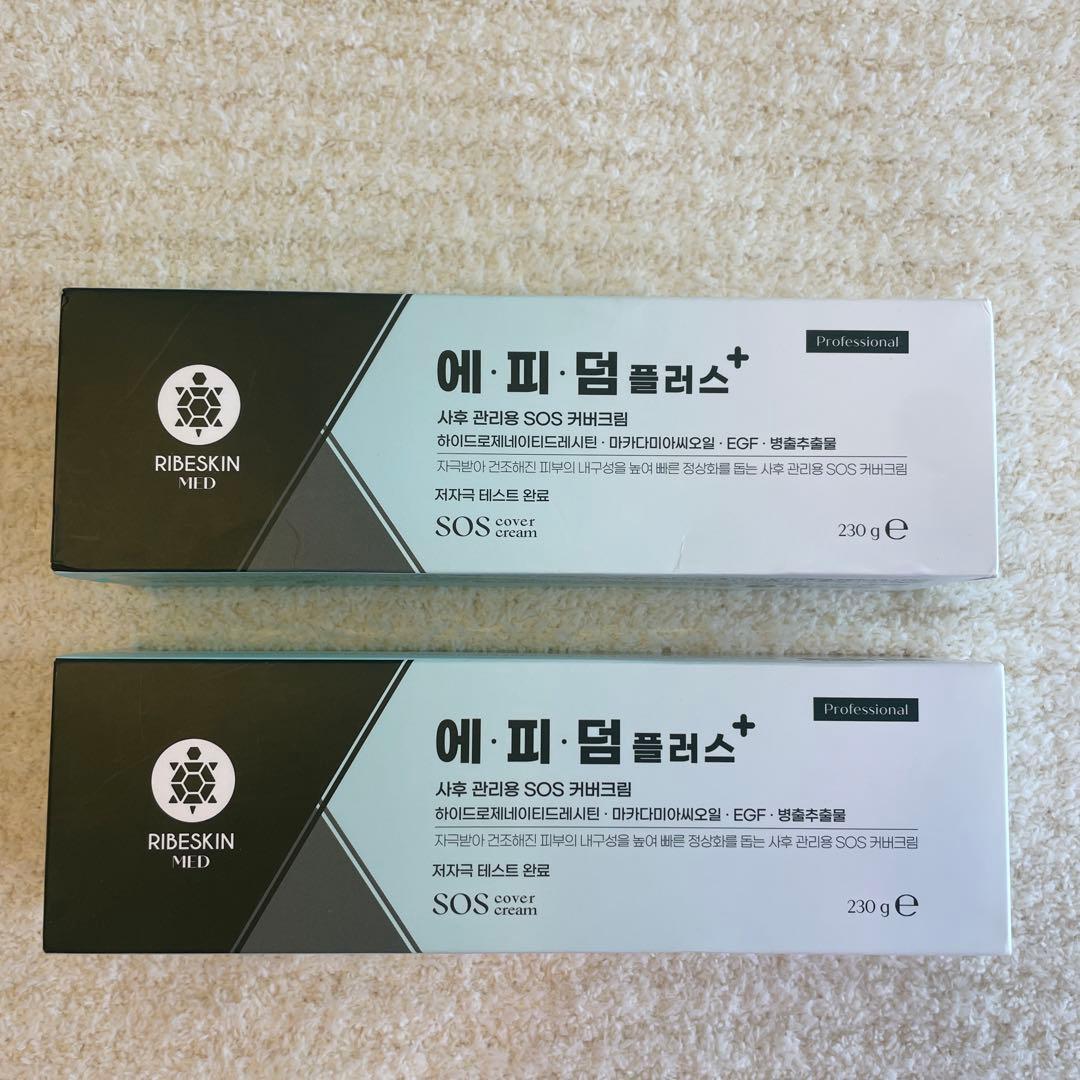 RIBESKIN
MED
Professional
에·피·덤 플러스+
사후 관리용 SOS 커버크림
하이드로제네이티드레시틴·마카다미아씨오일·EGF·병출추출물
자극받아 건조해진 피부의 내구성을 높여 빠른 정상화를 돕는 사후 관리용 SOS 커버크림
저자극 테스트 완료
SOS cover cream
230 g ℮
RIBESKIN
MED
Professional
에·피·덤 플러스+
사후 관리용 SOS 커버크림
하이드로제네이티드레시틴·마카다미아씨오일·EGF·병출추출물
자극받아 건조해진 피부의 내구성을 높여 빠른 정상화를 돕는 사후 관리용 SOS 커버크림
저자극 테스트 완료
SOS cover cream
230 g ℮